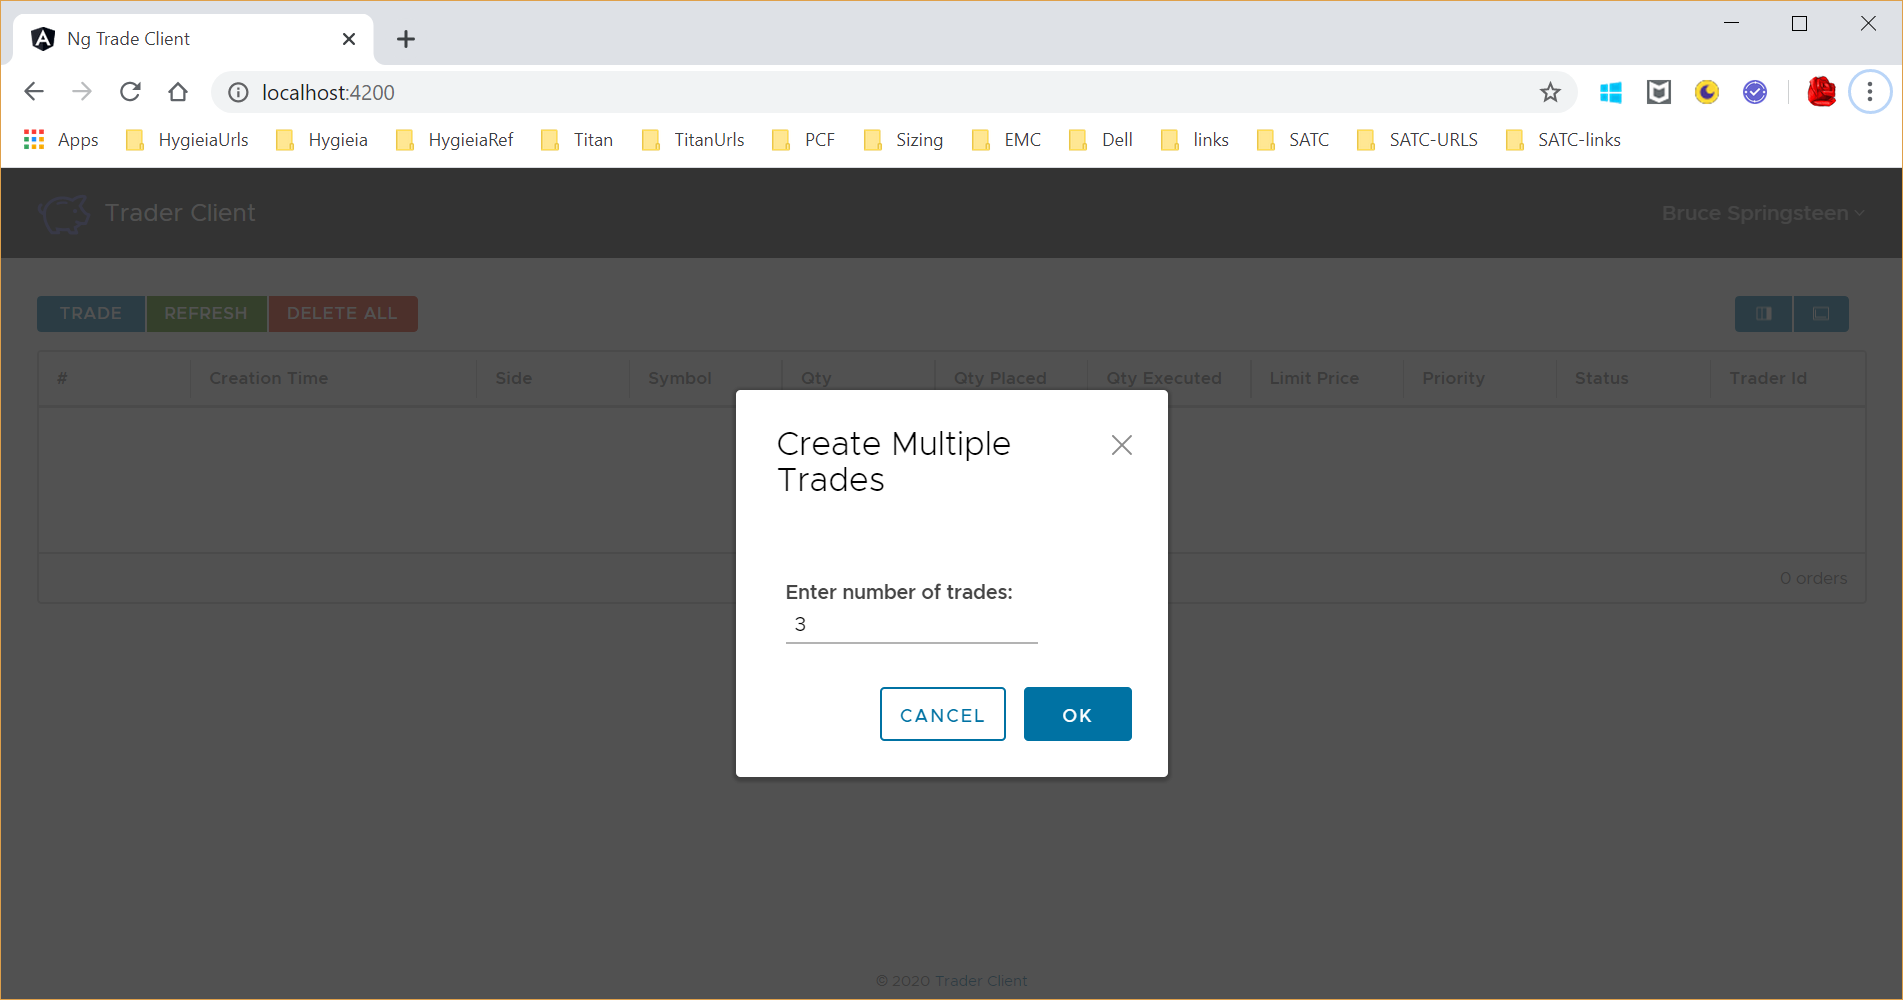 Ng Trade Client
localhost:4200
Apps HygieiaUrls Hygieia HygieiaRef Titan TitanUrls PCF Sizing EMC Dell links SATC SATC-URLS SATC-links
Trader Client Bruce Springsteen
TRADE REFRESH DELETE ALL
# Creation Time Side Symbol Qty Qty Placed Qty Executed Limit Price Priority Status Trader Id
Create Multiple
Trades
0 orders
Enter number of trades:
3
CANCEL OK
© 2020 Trader Client